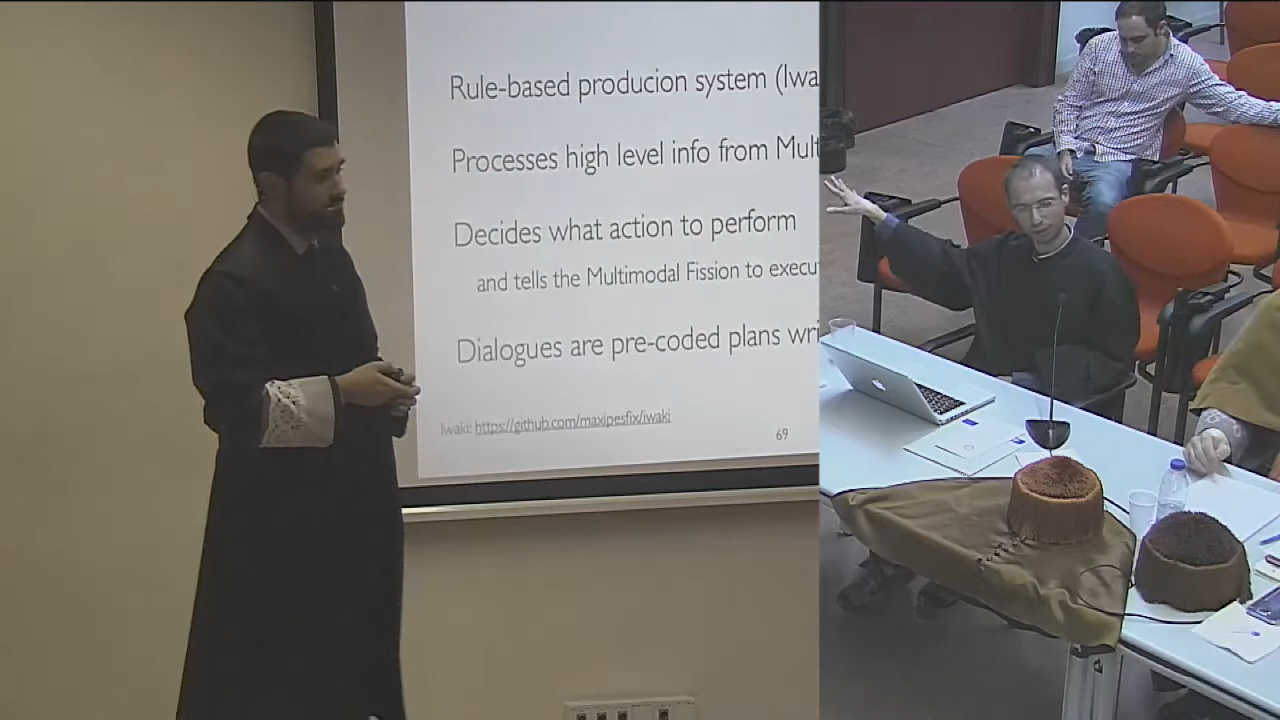 Rule-based producion system (Iwa
Processes high level info from Mult
Decides what action to perform
and tells the Multimodal Fission to execu
Dialogues are pre-coded plans wri
Iwaki: https://github.com/maxipesfix/iwaki
69